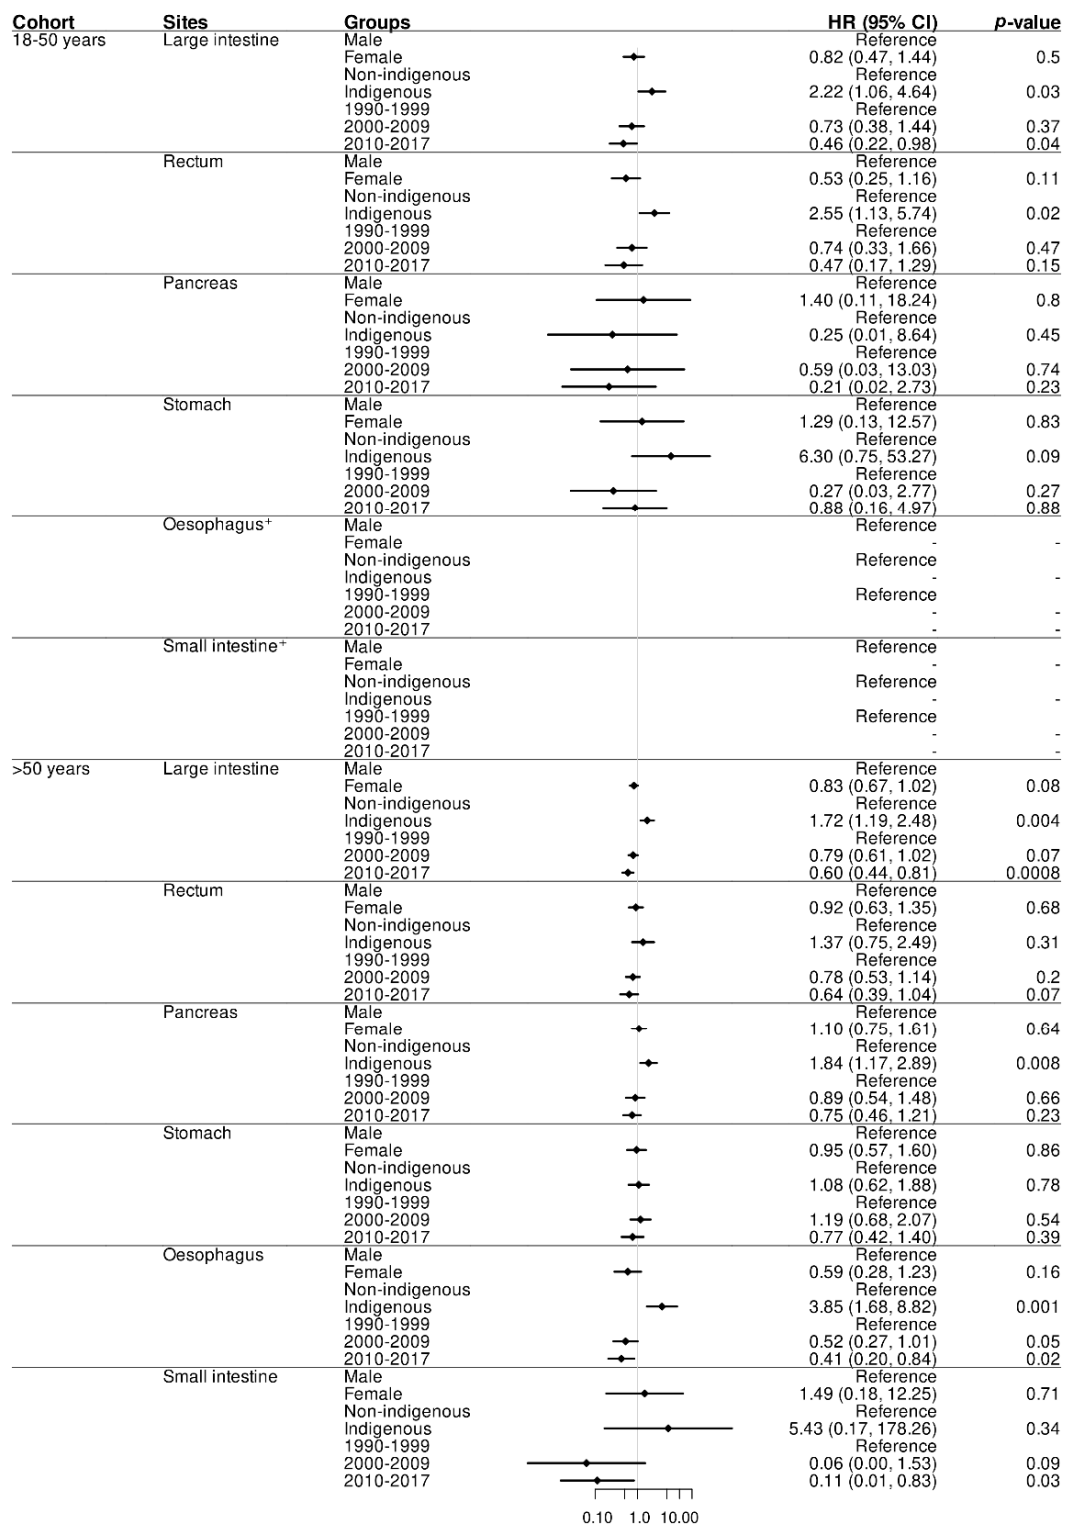 Cohort Sites Groups HR (95% CI) p-value
18-50 years Large intestine Male Reference
Female 0.82 (0.47, 1.44) 0.5
Non-indigenous Reference
Indigenous 2.22 (1.06, 4.64) 0.03
1990-1999 Reference
2000-2009 0.73 (0.38, 1.44) 0.37
2010-2017 0.46 (0.22, 0.98) 0.04
Rectum Male Reference
Female 0.53 (0.25, 1.16) 0.11
Non-indigenous Reference
Indigenous 2.55 (1.13, 5.74) 0.02
1990-1999 Reference
2000-2009 0.74 (0.33, 1.66) 0.47
2010-2017 0.47 (0.17, 1.29) 0.15
Pancreas Male Reference
Female 1.40 (0.11, 18.24) 0.8
Non-indigenous Reference
Indigenous 0.25 (0.01, 8.64) 0.45
1990-1999 Reference
2000-2009 0.59 (0.03, 13.03) 0.74
2010-2017 0.21 (0.02, 2.73) 0.23
Stomach Male Reference
Female 1.29 (0.13, 12.57) 0.83
Non-indigenous Reference
Indigenous 6.30 (0.75, 53.27) 0.09
1990-1999 Reference
2000-2009 0.27 (0.03, 2.77) 0.27
2010-2017 0.88 (0.16, 4.97) 0.88
Oesophagus+ Male Reference
Female - -
Non-indigenous Reference
Indigenous - -
1990-1999 Reference
2000-2009 - -
2010-2017 - -
Small intestine+ Male Reference
Female - -
Non-indigenous Reference
Indigenous - -
1990-1999 Reference
2000-2009 - -
2010-2017 - -
>50 years Large intestine Male Reference
Female 0.83 (0.67, 1.02) 0.08
Non-indigenous Reference
Indigenous 1.72 (1.19, 2.48) 0.004
1990-1999 Reference
2000-2009 0.79 (0.61, 1.02) 0.07
2010-2017 0.60 (0.44, 0.81) 0.0008
Rectum Male Reference
Female 0.92 (0.63, 1.35) 0.68
Non-indigenous Reference
Indigenous 1.37 (0.75, 2.49) 0.31
1990-1999 Reference
2000-2009 0.78 (0.53, 1.14) 0.2
2010-2017 0.64 (0.39, 1.04) 0.07
Pancreas Male Reference
Female 1.10 (0.75, 1.61) 0.64
Non-indigenous Reference
Indigenous 1.84 (1.17, 2.89) 0.008
1990-1999 Reference
2000-2009 0.89 (0.54, 1.48) 0.66
2010-2017 0.75 (0.46, 1.21) 0.23
Stomach Male Reference
Female 0.95 (0.57, 1.60) 0.86
Non-indigenous Reference
Indigenous 1.08 (0.62, 1.88) 0.78
1990-1999 Reference
2000-2009 1.19 (0.68, 2.07) 0.54
2010-2017 0.77 (0.42, 1.40) 0.39
Oesophagus Male Reference
Female 0.59 (0.28, 1.23) 0.16
Non-indigenous Reference
Indigenous 3.85 (1.68, 8.82) 0.001
1990-1999 Reference
2000-2009 0.52 (0.27, 1.01) 0.05
2010-2017 0.41 (0.20, 0.84) 0.02
Small intestine Male Reference
Female 1.49 (0.18, 12.25) 0.71
Non-indigenous Reference
Indigenous 5.43 (0.17, 178.26) 0.34
1990-1999 Reference
2000-2009 0.06 (0.00, 1.53) 0.09
2010-2017 0.11 (0.01, 0.83) 0.03
0.10 1.0 10.00